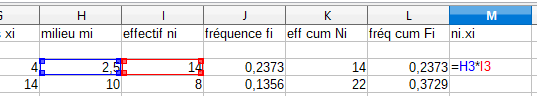 G H I J K L M
s xi milieu mi effectif ni fréquence fi eff cum Ni fréq cum Fi ni.xi
4 2,5 14 0,2373 14 0,2373 =H3*I3
14 10 8 0,1356 22 0,3729